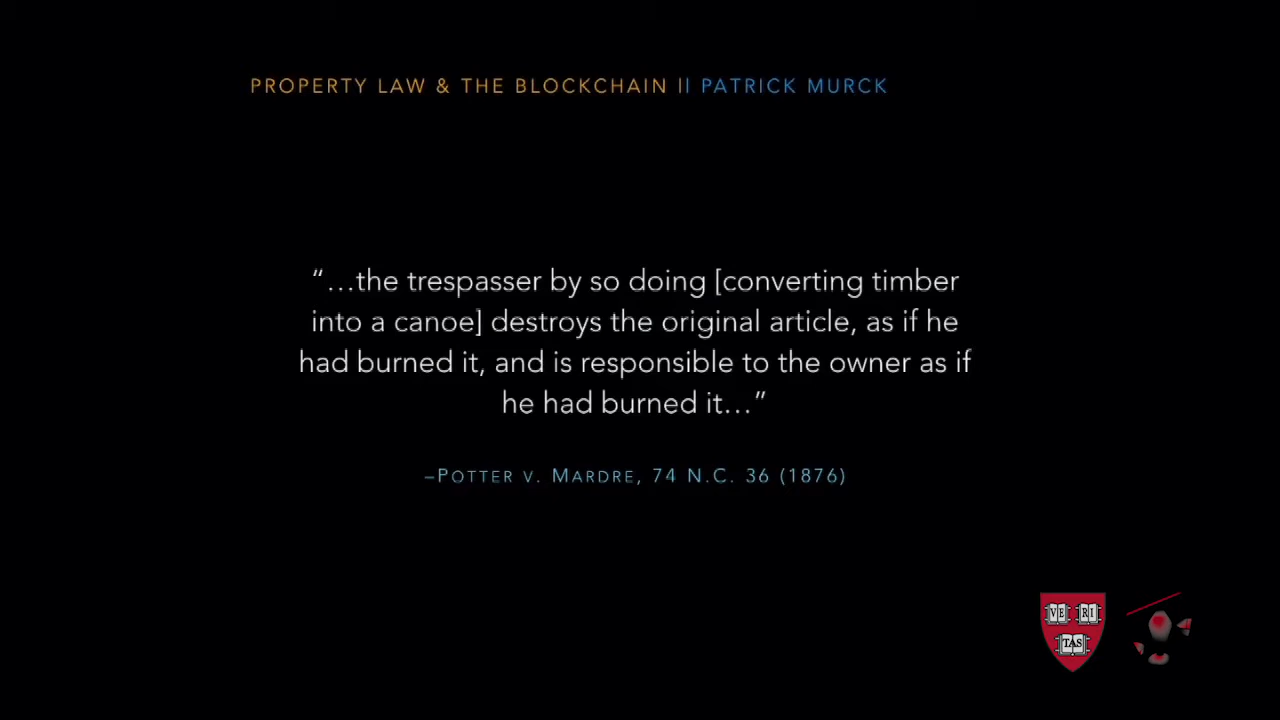 PROPERTY LAW & THE BLOCKCHAIN || PATRICK MURCK
“…the trespasser by so doing [converting timber
into a canoe] destroys the original article, as if he
had burned it, and is responsible to the owner as if
he had burned it…”
–POTTER V. MARDRE, 74 N.C. 36 (1876)
VE RI
TAS